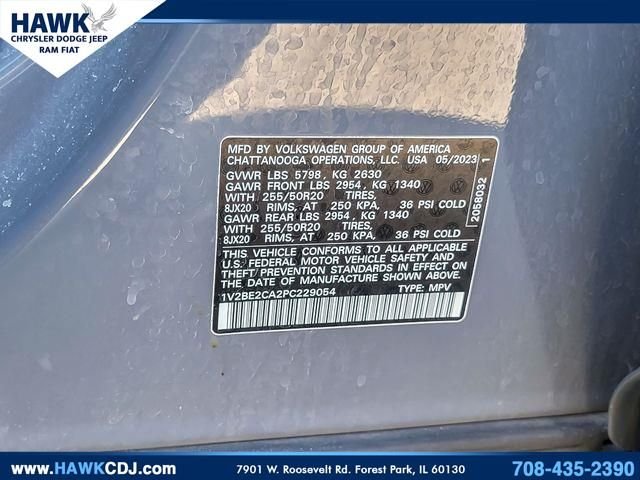 HAWK
CHRYSLER DODGE JEEP
RAM FIAT
MFD BY VOLKSWAGEN GROUP OF AMERICA
CHATTANOOGA OPERATIONS, LLC. USA 05/2023
GVWR LBS 5798, KG 2630
GAWR FRONT LBS 2954, KG 1340
WITH 255/50R20 TIRES,
8JX20 RIMS, AT 250 KPA, 36 PSI COLD
GAWR REAR LBS 2954, KG 1340
WITH 255/50R20 TIRES,
8JX20 RIMS, AT 250 KPA, 36 PSI COLD
THIS VEHICLE CONFORMS TO ALL APPLICABLE
U.S. FEDERAL MOTOR VEHICLE SAFETY AND
THEFT PREVENTION STANDARDS IN EFFECT ON
THE DATE OF MANUFACTURE SHOWN ABOVE.
1V2BE2CA2PC229054 TYPE: MPV
2098032 1
www.HAWKCDJ.com
7901 W. Roosevelt Rd. Forest Park, IL 60130
708-435-2390